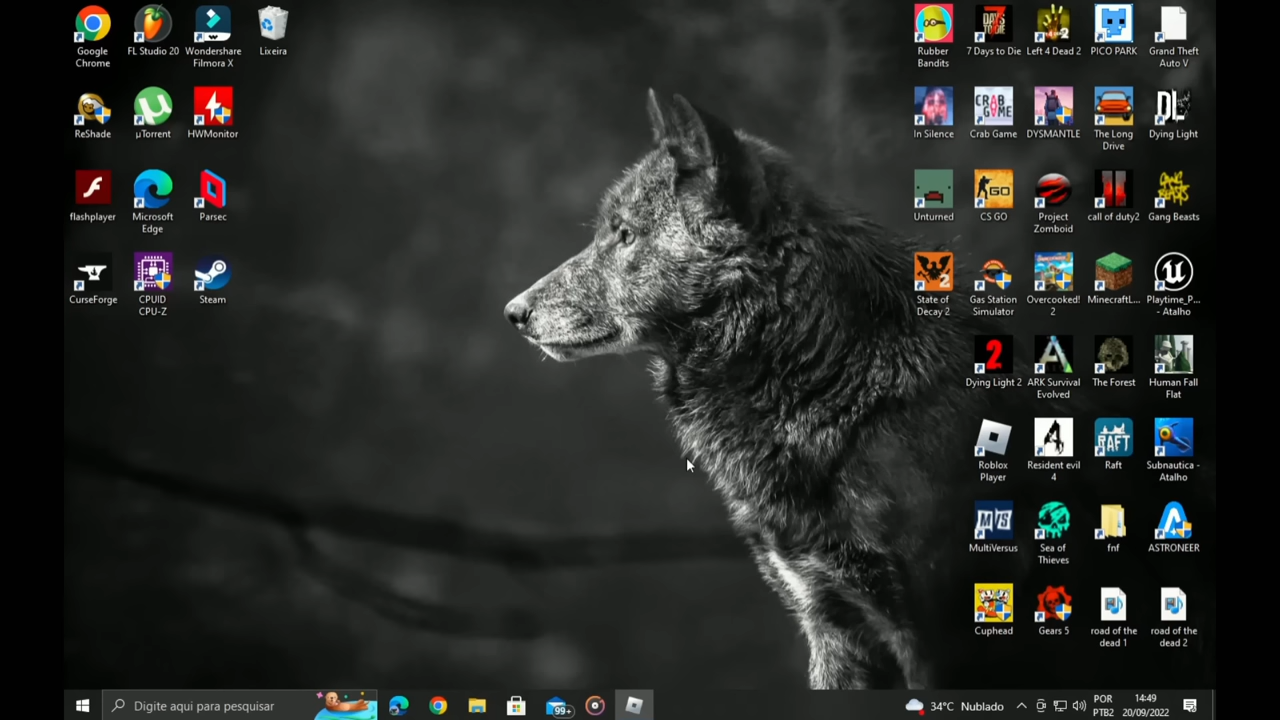 Google
Chrome
FL Studio 20
Wondershare
Filmora X
Lixeira
ReShade
µTorrent
HWMonitor
flashplayer
Microsoft
Edge
Parsec
CurseForge
CPUID
CPU-Z
Steam
Rubber
Bandits
7 Days to Die
Left 4 Dead 2
PICO PARK
Grand Theft
Auto V
In Silence
Crab Game
DYSMANTLE
The Long
Drive
Dying Light
Unturned
CS GO
Project
Zomboid
call of duty2
Gang Beasts
State of
Decay 2
Gas Station
Simulator
Overcooked!
2
MinecraftL...
Playtime_P...
- Atalho
Dying Light 2
ARK Survival
Evolved
The Forest
Human Fall
Flat
Roblox
Player
Resident evil
4
Raft
Subnautica -
Atalho
MultiVersus
Sea of
Thieves
fnf
ASTRONEER
Cuphead
Gears 5
road of the
dead 1
road of the
dead 2
Digite aqui para pesquisar
99+
34°C Nublado
POR
PTB2
14:49
20/09/2022